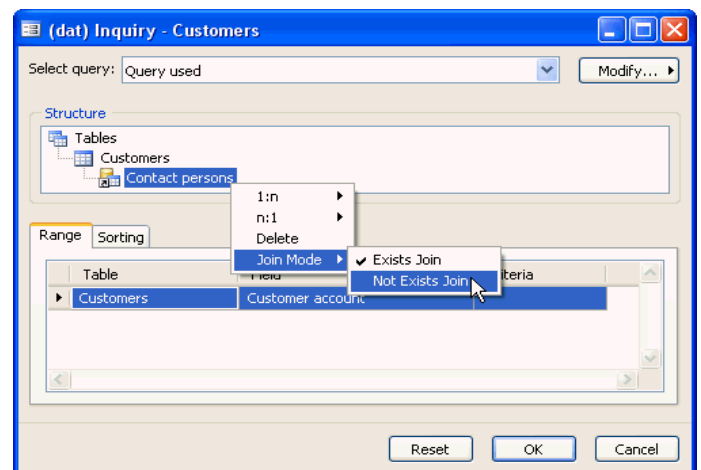 (dat) Inquiry - Customers
Select query: Query used Modify...
Structure
Tables
Customers
Contact persons
1:n
n:1
Delete
Join Mode
Exists Join
Not Exists Join
Range Sorting
Table
Customers Customer account
Reset OK Cancel